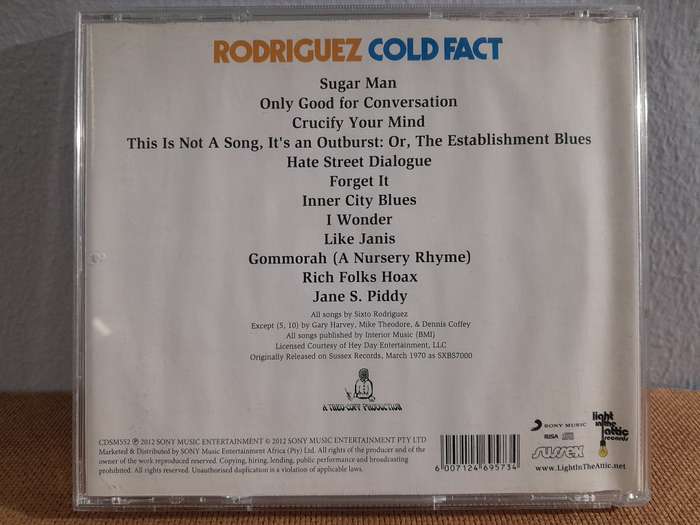 RODRIGUEZ COLD FACT
Sugar Man
Only Good for Conversation
Crucify Your Mind
This Is Not A Song, It's an Outburst: Or, The Establishment Blues
Hate Street Dialogue
Forget It
Inner City Blues
I Wonder
Like Janis
Gommorah (A Nursery Rhyme)
Rich Folks Hoax
Jane S. Piddy
All songs by Sixto Rodriguez
Except (5, 10) by Gary Harvey, Mike Theodore, & Dennis Coffey
All songs published by Interior Music (BMI)
Licensed Courtesy of Hey Day Entertainment, LLC
Originally Released on Sussex Records, March 1970 as SXBS7000
A THEO-COFF PRODUCTION
CDSM552 ℗ 2012 SONY MUSIC ENTERTAINMENT © 2012 SONY MUSIC ENTERTAINMENT PTY LTD
Marketed & Distributed by SONY Music Entertainment Africa (Pty) Ltd. All rights of the producer and of the
owner of the work reproduced reserved. Copying, hiring, lending, public performance and broadcasting
prohibited. All rights reserved. Unauthorised duplication is a violation of applicable laws.
6 007124 695734
SONY MUSIC
RiSA
sussex
light
in the
attic
records
www.LightInTheAttic.net